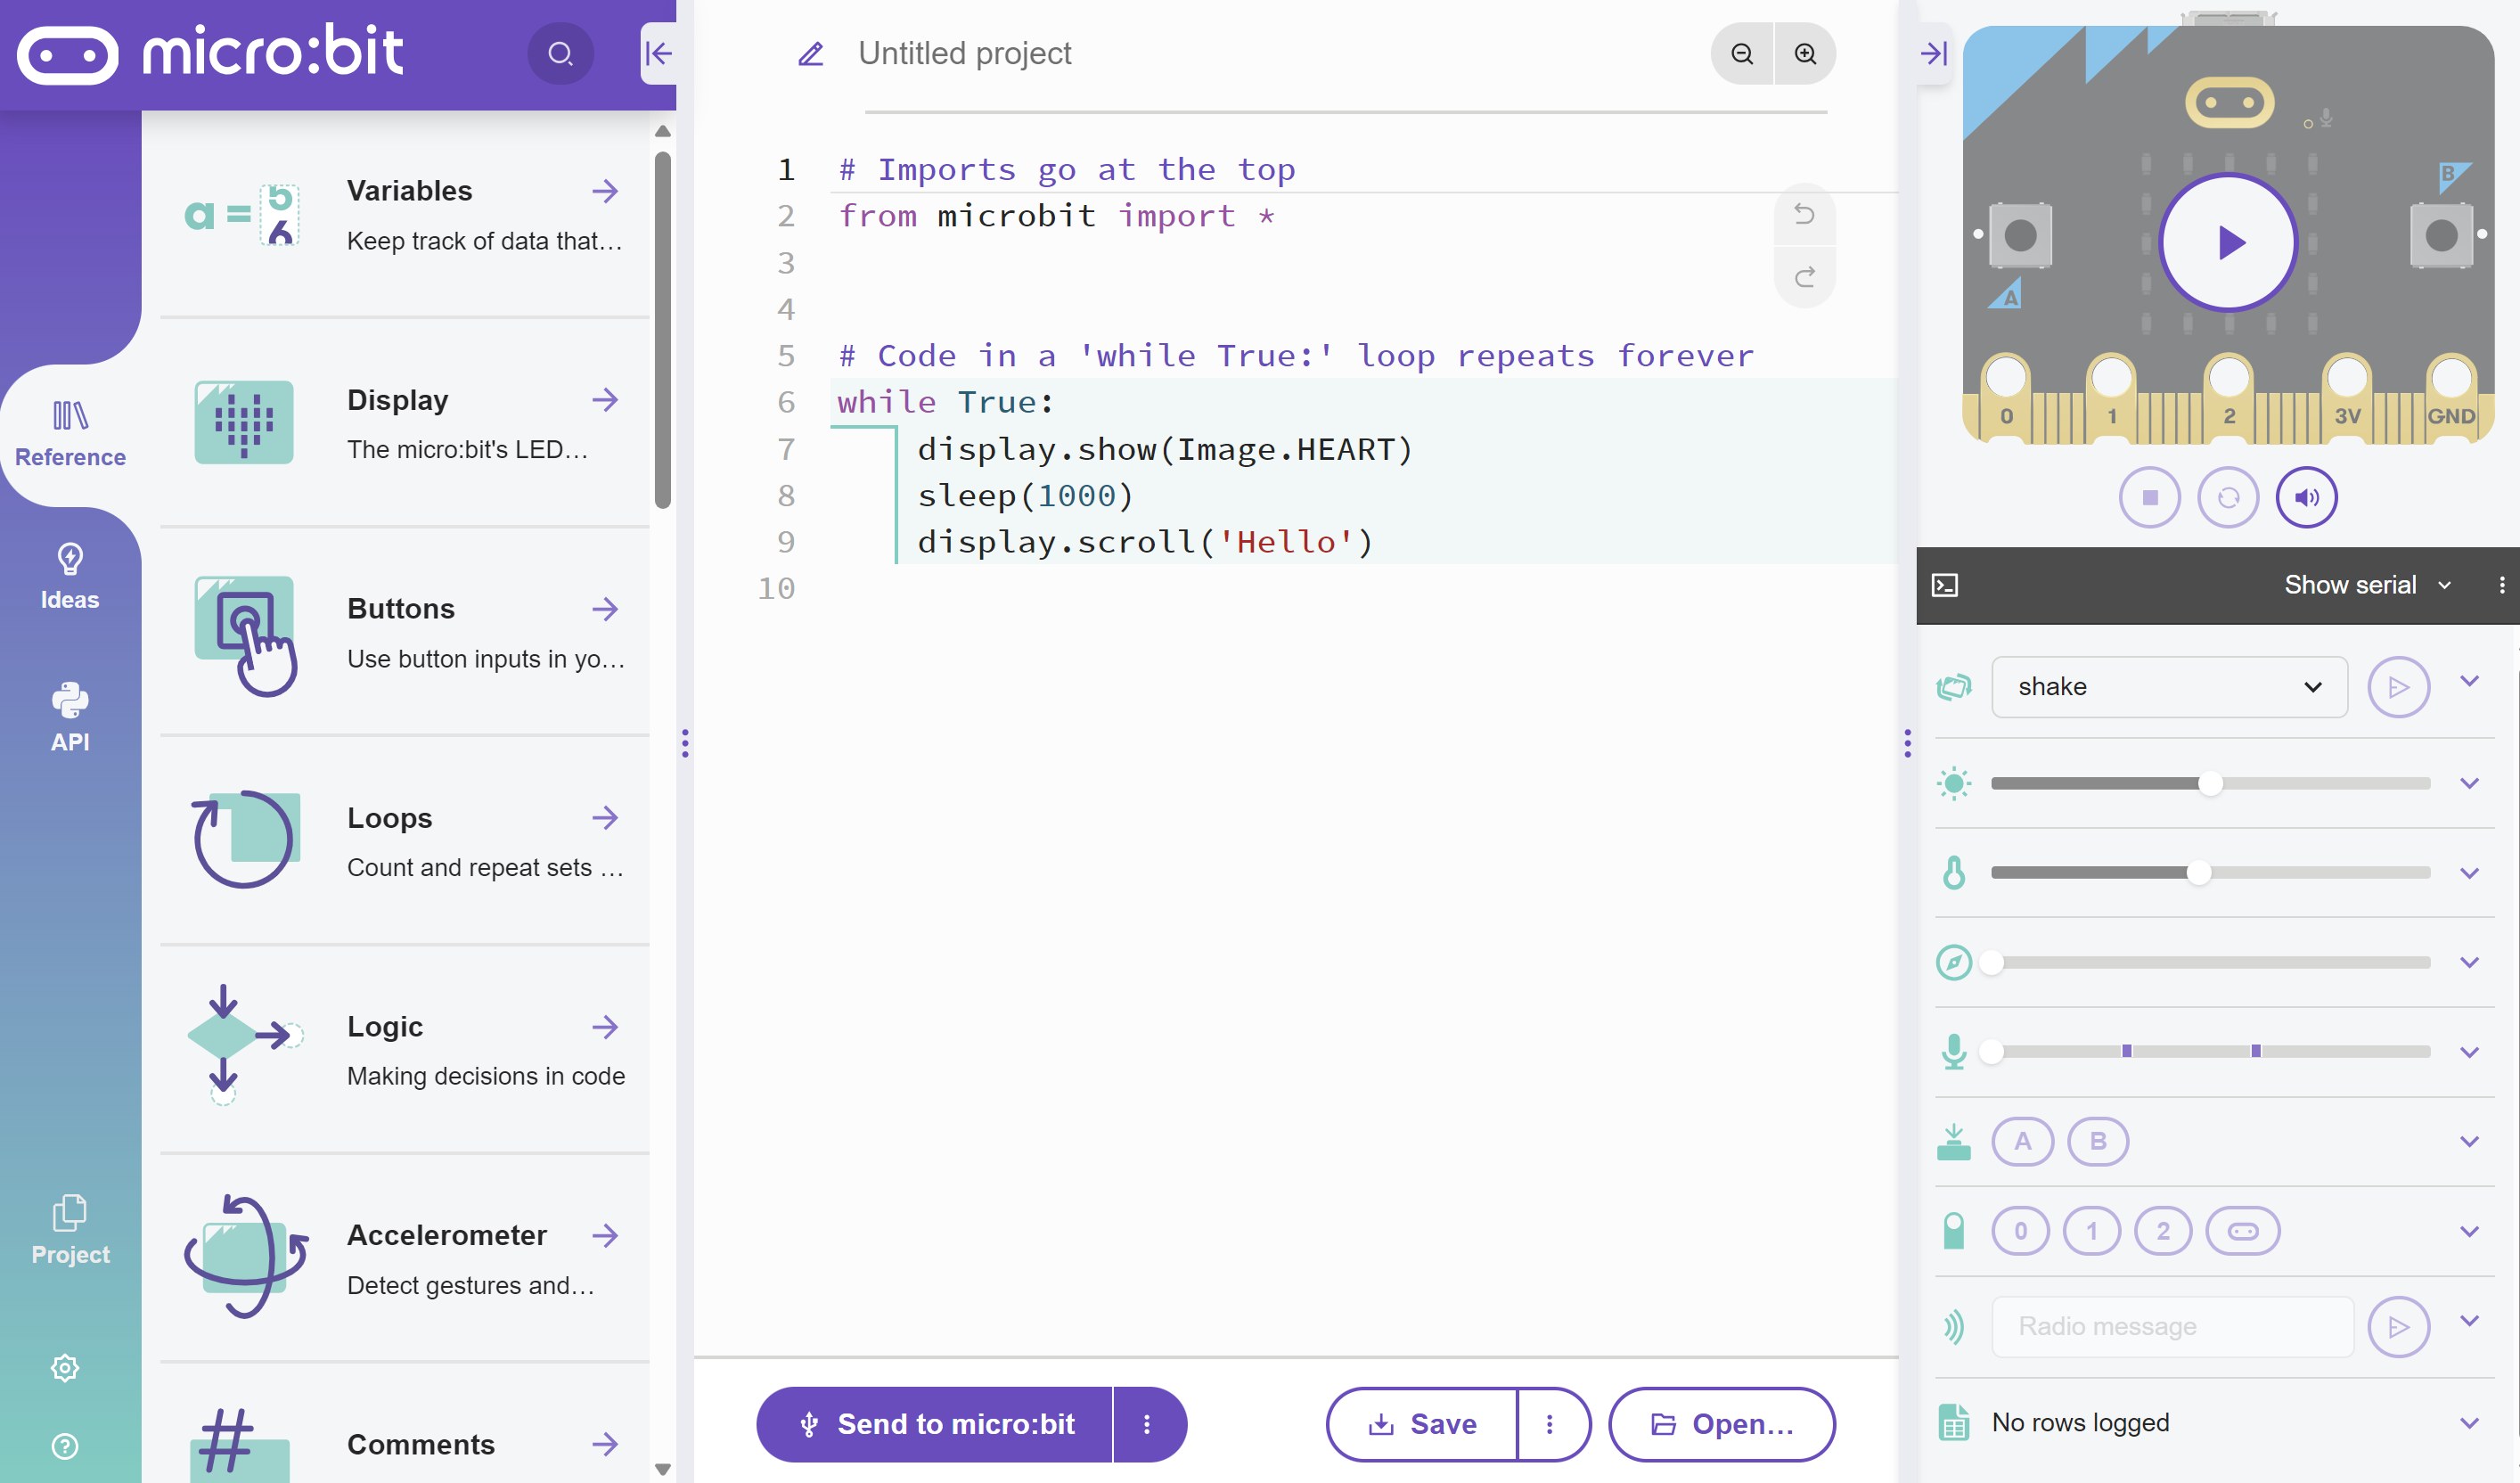 micro:bit
Reference
Ideas
API
Project
a = 5
6
Variables
Keep track of data that…
Display
The micro:bit's LED…
Buttons
Use button inputs in yo…
Loops
Count and repeat sets …
Logic
Making decisions in code
Accelerometer
Detect gestures and…
#
Comments
Untitled project
1 # Imports go at the top
2 from microbit import *
3
4
5 # Code in a 'while True:' loop repeats forever
6 while True:
7 display.show(Image.HEART)
8 sleep(1000)
9 display.scroll('Hello')
10
Send to micro:bit
Save
Open…
B
A
0 1 2 3V GND
Show serial
shake
A B
0 1 2
Radio message
No rows logged